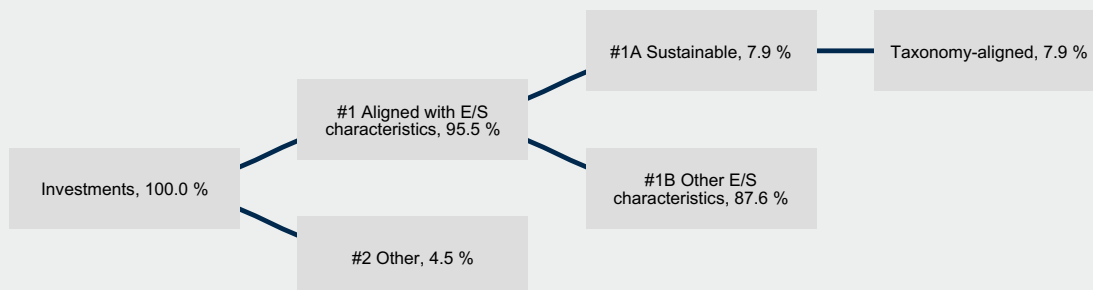 #1A Sustainable, 7.9 %
Taxonomy-aligned, 7.9 %
#1 Aligned with E/S
characteristics, 95.5 %
Investments, 100.0 %
#1B Other E/S
characteristics, 87.6 %
#2 Other, 4.5 %